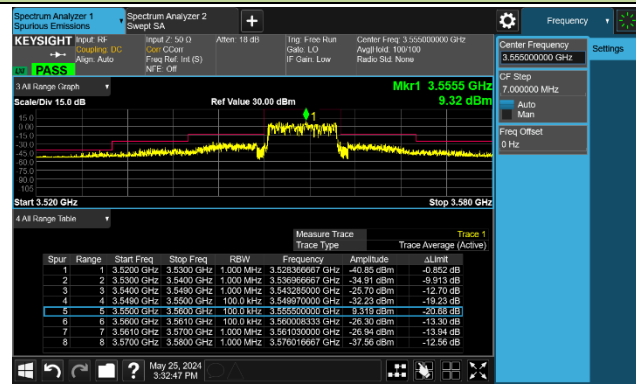 Spectrum Analyzer 1
Spurious Emissions
Spectrum Analyzer 2
Swept SA
+
Frequency
KEYSIGHT
Input: RF
Coupling: DC
Align: Auto
Input Z: 50 Ω
Corr CCorr
Freq Ref: Int (S)
NFE: Off
Atten: 18 dB
Trig: Free Run
Gate: LO
IF Gain: Low
Center Freq: 3.555000000 GHz
Avg|Hold: 100/100
Radio Std: None
PASS
Center Frequency
3.555000000 GHz
Settings
CF Step
7.000000 MHz
Auto
Man
Freq Offset
0 Hz
3 All Range Graph
Mkr1 3.5555 GHz
Scale/Div 15.0 dB
Ref Value 30.00 dBm
9.32 dBm
1
15.0
0.00
-15.0
-30.0
-45.0
-60.0
-75.0
-90.0
-105
Start 3.520 GHz
Stop 3.580 GHz
4 All Range Table
Measure Trace Trace 1
Trace Type Trace Average (Active)
Spur Range Start Freq Stop Freq RBW Frequency Amplitude ΔLimit
1 1 3.5200 GHz 3.5300 GHz 1.000 MHz 3.528366667 GHz -40.85 dBm -0.852 dB
2 2 3.5300 GHz 3.5400 GHz 1.000 MHz 3.536966667 GHz -34.91 dBm -9.913 dB
3 3 3.5400 GHz 3.5490 GHz 1.000 MHz 3.543285000 GHz -25.70 dBm -12.70 dB
4 4 3.5490 GHz 3.5500 GHz 100.0 kHz 3.549970000 GHz -32.23 dBm -19.23 dB
5 5 3.5500 GHz 3.5600 GHz 100.0 kHz 3.555500000 GHz 9.319 dBm -20.68 dB
6 6 3.5600 GHz 3.5610 GHz 100.0 kHz 3.560008333 GHz -26.30 dBm -13.30 dB
7 7 3.5610 GHz 3.5700 GHz 1.000 MHz 3.561030000 GHz -26.94 dBm -13.94 dB
8 8 3.5700 GHz 3.5800 GHz 1.000 MHz 3.576016667 GHz -37.56 dBm -12.56 dB
?
May 25, 2024
3:32:47 PM